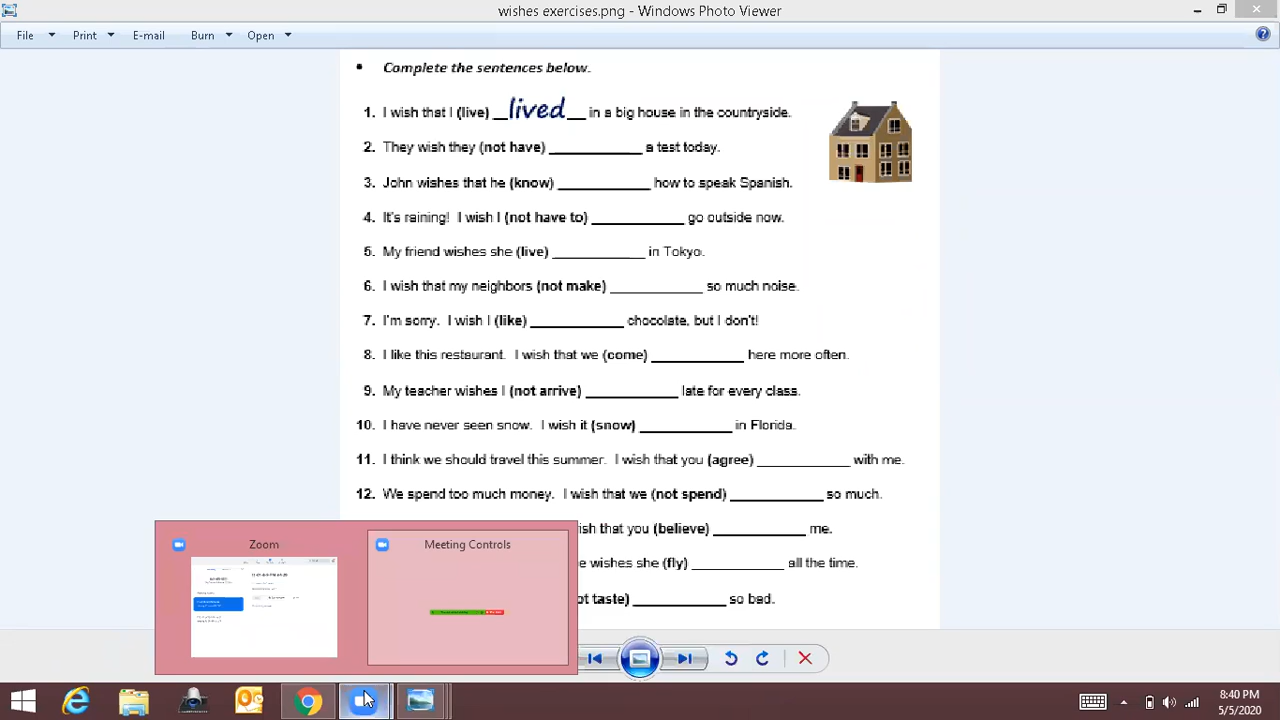 wishes exercises.png - Windows Photo Viewer
File Print E-mail Burn Open
• Complete the sentences below.
1. I wish that I (live) __lived__ in a big house in the countryside.
2. They wish they (not have) ____________ a test today.
3. John wishes that he (know) ____________ how to speak Spanish.
4. It's raining! I wish I (not have to) ____________ go outside now.
5. My friend wishes she (live) ____________ in Tokyo.
6. I wish that my neighbors (not make) ____________ so much noise.
7. I'm sorry. I wish I (like) ____________ chocolate, but I don't!
8. I like this restaurant. I wish that we (come) ____________ here more often.
9. My teacher wishes I (not arrive) ____________ late for every class.
10. I have never seen snow. I wish it (snow) ____________ in Florida.
11. I think we should travel this summer. I wish that you (agree) ____________ with me.
12. We spend too much money. I wish that we (not spend) ____________ so much.
that you (believe) ____________ me.
wishes she (fly) ____________ all the time.
taste) ____________ so bad.
Zoom
Meeting Controls
8:40 PM
5/5/2020